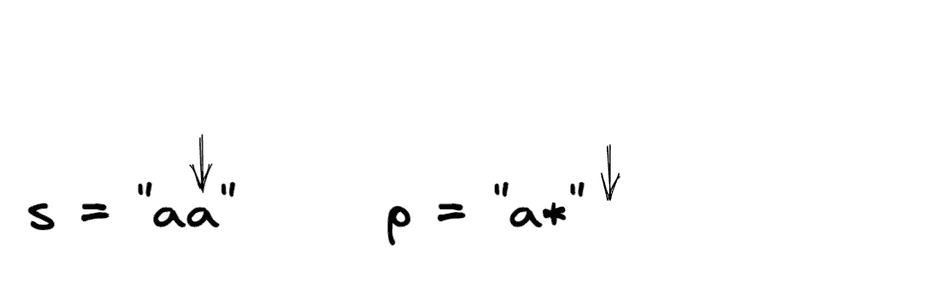 s = "aa" p = "a*"